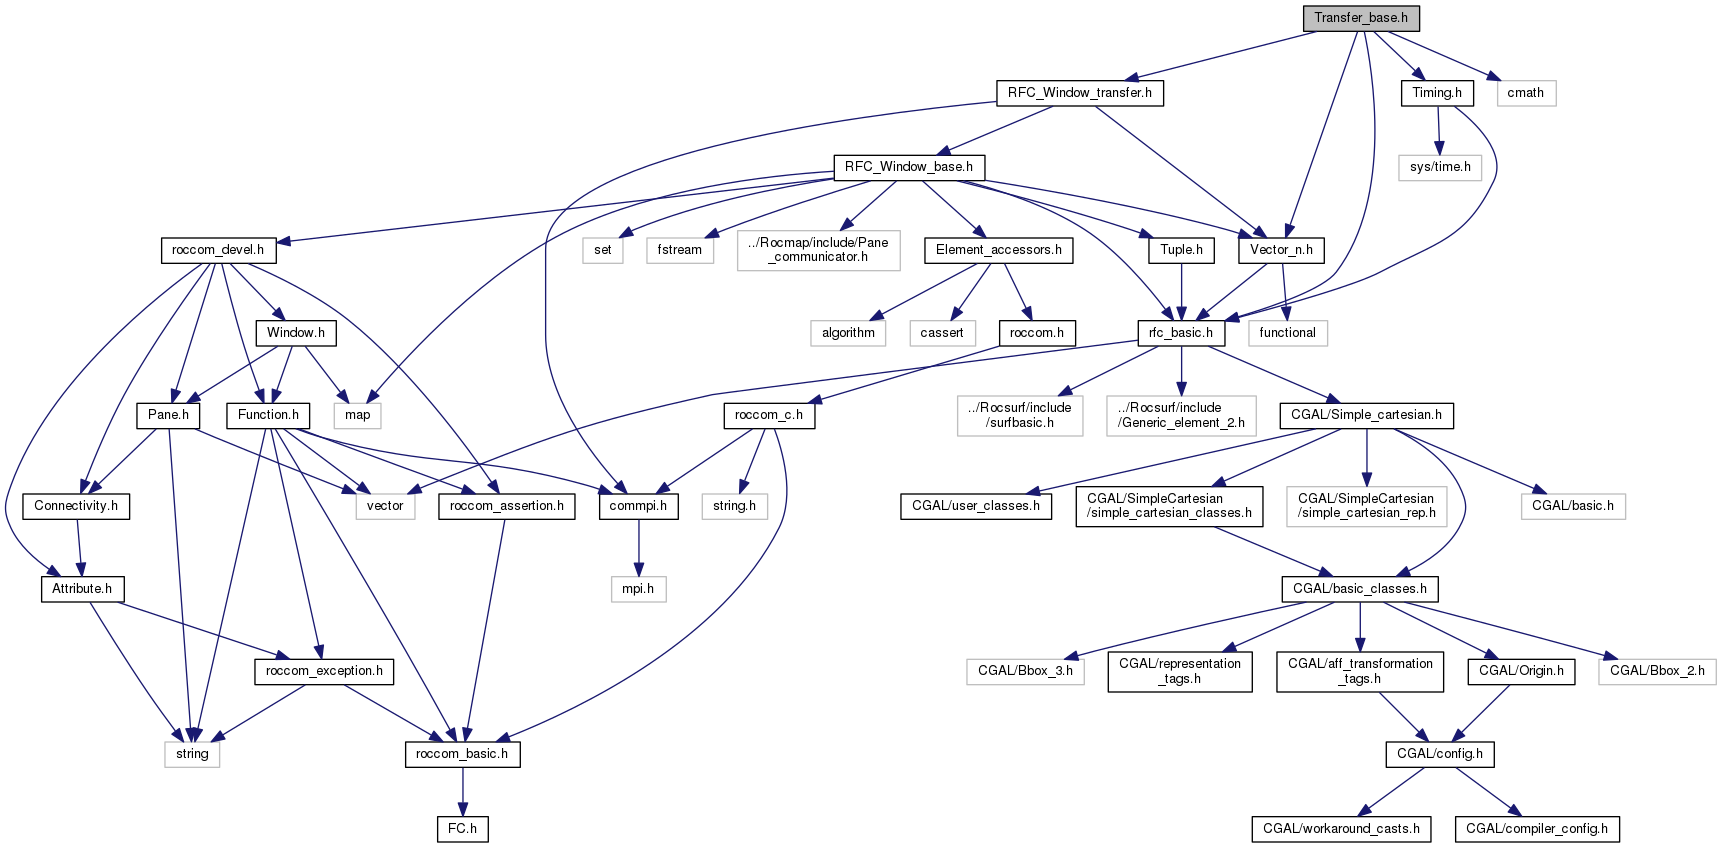 Transfer_base.h
RFC_Window_transfer.h
Timing.h
cmath
RFC_Window_base.h
sys/time.h
roccom_devel.h
set
fstream
../Rocmap/include/Pane
_communicator.h
Element_accessors.h
Tuple.h
Vector_n.h
Window.h
algorithm
cassert
roccom.h
rfc_basic.h
functional
Pane.h
Function.h
map
roccom_c.h
../Rocsurf/include
/surfbasic.h
../Rocsurf/include
/Generic_element_2.h
CGAL/Simple_cartesian.h
Connectivity.h
vector
roccom_assertion.h
commpi.h
string.h
CGAL/user_classes.h
CGAL/SimpleCartesian
/simple_cartesian_classes.h
CGAL/SimpleCartesian
/simple_cartesian_rep.h
CGAL/basic.h
Attribute.h
mpi.h
CGAL/basic_classes.h
roccom_exception.h
CGAL/Bbox_3.h
CGAL/representation
_tags.h
CGAL/aff_transformation
_tags.h
CGAL/Origin.h
CGAL/Bbox_2.h
string
roccom_basic.h
CGAL/config.h
FC.h
CGAL/workaround_casts.h
CGAL/compiler_config.h